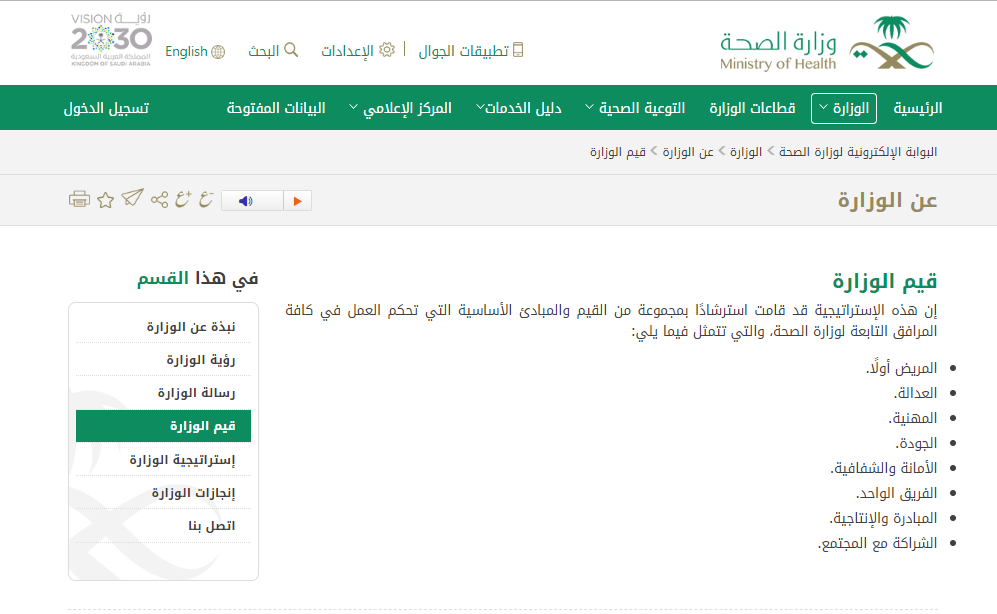 وزارة الصحة
Ministry of Health
تطبيقات الجوال
الإعدادات
البحث
English
VISION رؤيــة
2030
المملكة العربية السعودية
KINGDOM OF SAUDI ARABIA
الرئيسية
الوزارة
قطاعات الوزارة
التوعية الصحية
دليل الخدمات
المركز الإعلامي
البيانات المفتوحة
تسجيل الدخول
البوابة الإلكترونية لوزارة الصحة > الوزارة > عن الوزارة > قيم الوزارة
عن الوزارة
ع+
ع-
قيم الوزارة
إن هذه الإستراتيجية قد قامت استرشادًا بمجموعة من القيم والمبادئ الأساسية التي تحكم العمل في كافة
المرافق التابعة لوزارة الصحة، والتي تتمثل فيما يلي:
المريض أولًا.
العدالة.
المهنية.
الجودة.
الأمانة والشفافية.
الفريق الواحد.
المبادرة والإنتاجية.
الشراكة مع المجتمع.
في هذا القسم
نبذة عن الوزارة
رؤية الوزارة
رسالة الوزارة
قيم الوزارة
إستراتيجية الوزارة
إنجازات الوزارة
اتصل بنا